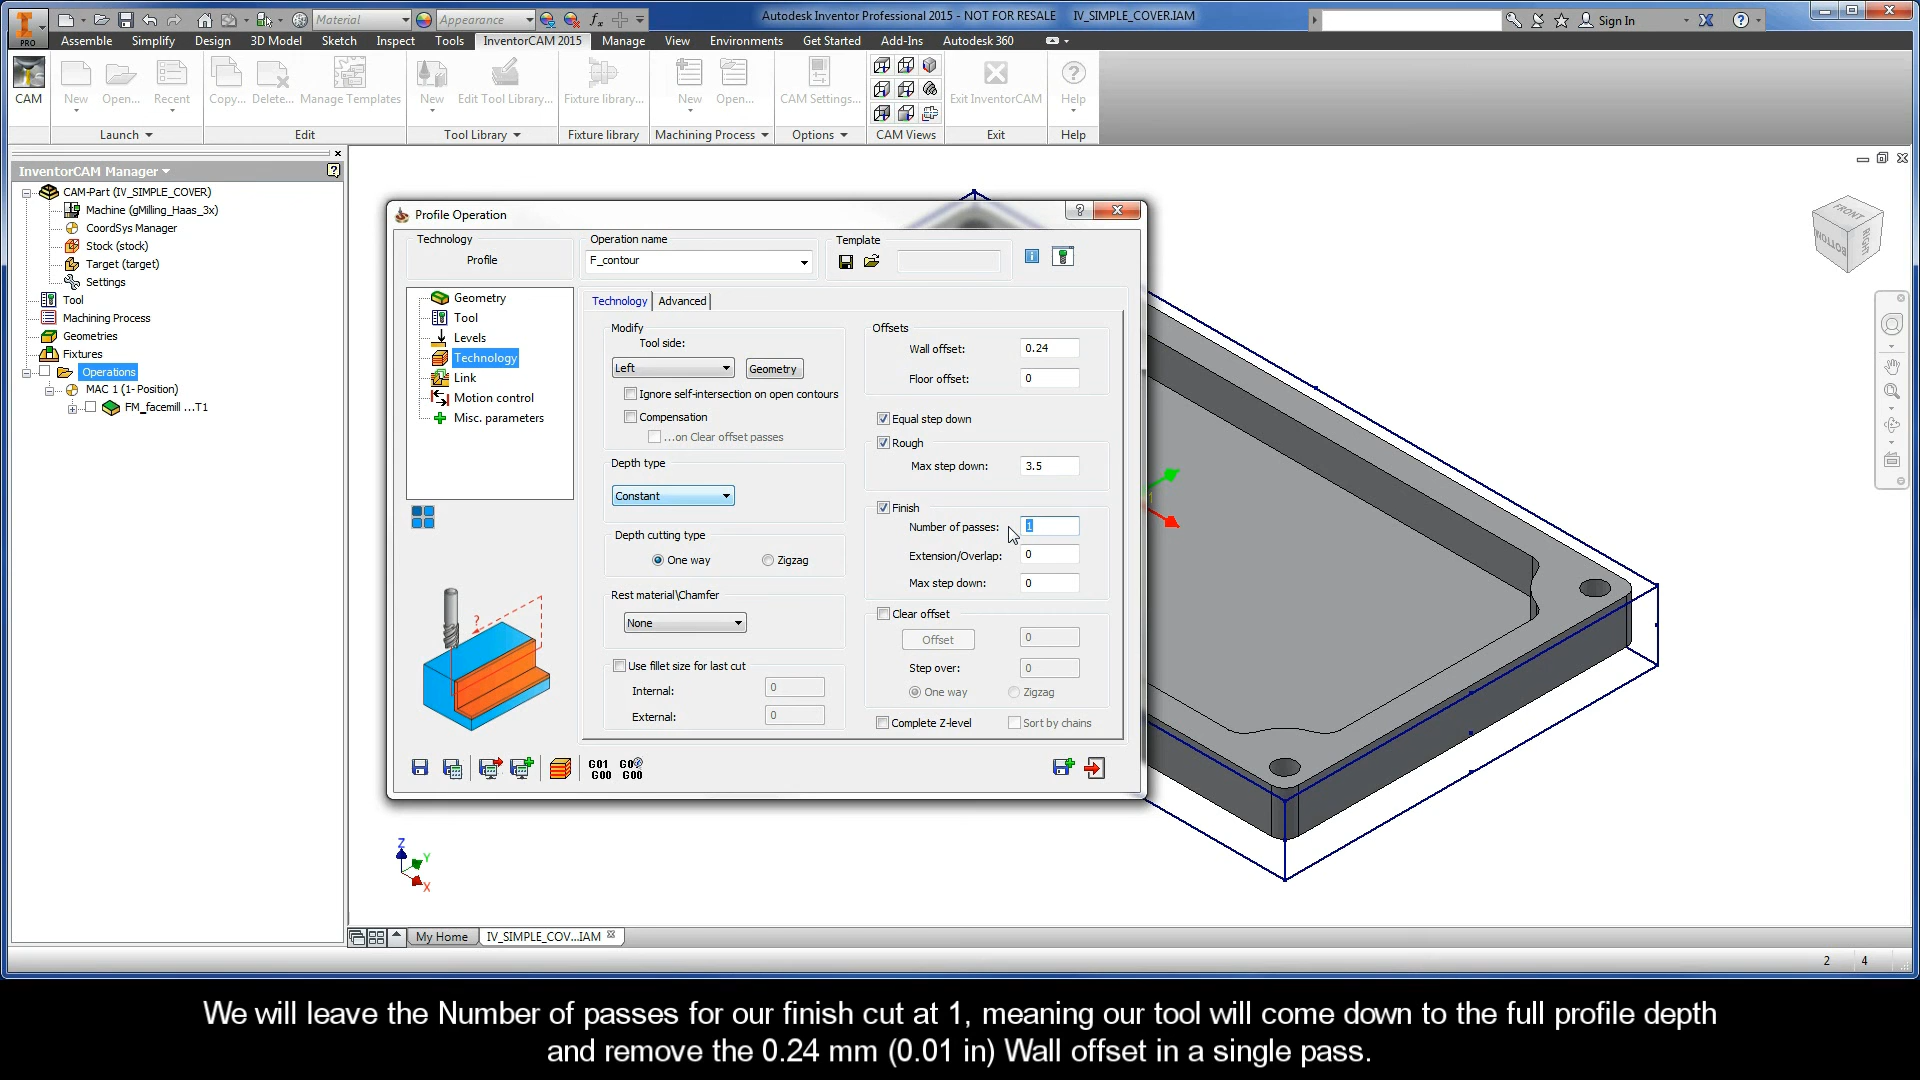 Material
Appearance
Autodesk Inventor Professional 2015 - NOT FOR RESALE IV_SIMPLE_COVER.IAM
Sign In
PRO
Assemble Simplify Design 3D Model Sketch Inspect Tools InventorCAM 2015 Manage View Environments Get Started Add-Ins Autodesk 360
CAM New Open... Recent Copy... Delete... Manage Templates New Edit Tool Library... Fixture library... New Open... CAM Settings... Exit InventorCAM Help
Launch Edit Tool Library Fixture library Machining Process Options CAM Views Exit Help
InventorCAM Manager
CAM-Part (IV_SIMPLE_COVER)
Machine (gMilling_Haas_3x)
CoordSys Manager
Stock (stock)
Target (target)
Settings
Tool
Machining Process
Geometries
Fixtures
Operations
MAC 1 (1- Position)
FM_facemill ...T1
Profile Operation
Technology
Profile
Operation name
F_contour
Template
Geometry
Tool
Levels
Technology
Link
Motion control
Misc. parameters
Technology Advanced
Modify
Tool side:
Left Geometry
Ignore self-intersection on open contours
Compensation
...on Clear offset passes
Depth type
Constant
Depth cutting type
One way Zigzag
Rest material\Chamfer
None
Use fillet size for last cut
Internal: 0
External: 0
Offsets
Wall offset: 0.24
Floor offset: 0
Equal step down
Rough
Max step down: 3.5
Finish
Number of passes: 1
Extension/Overlap: 0
Max step down: 0
Clear offset
Offset 0
Step over: 0
One way Zigzag
Complete Z-level Sort by chains
G01 G00
G0 G00
FRONT
BOTTOM
RIGHT
Z
Y
X
1
My Home IV_SIMPLE_COV...IAM
2 4
We will leave the Number of passes for our finish cut at 1, meaning our tool will come down to the full profile depth
and remove the 0.24 mm (0.01 in) Wall offset in a single pass.